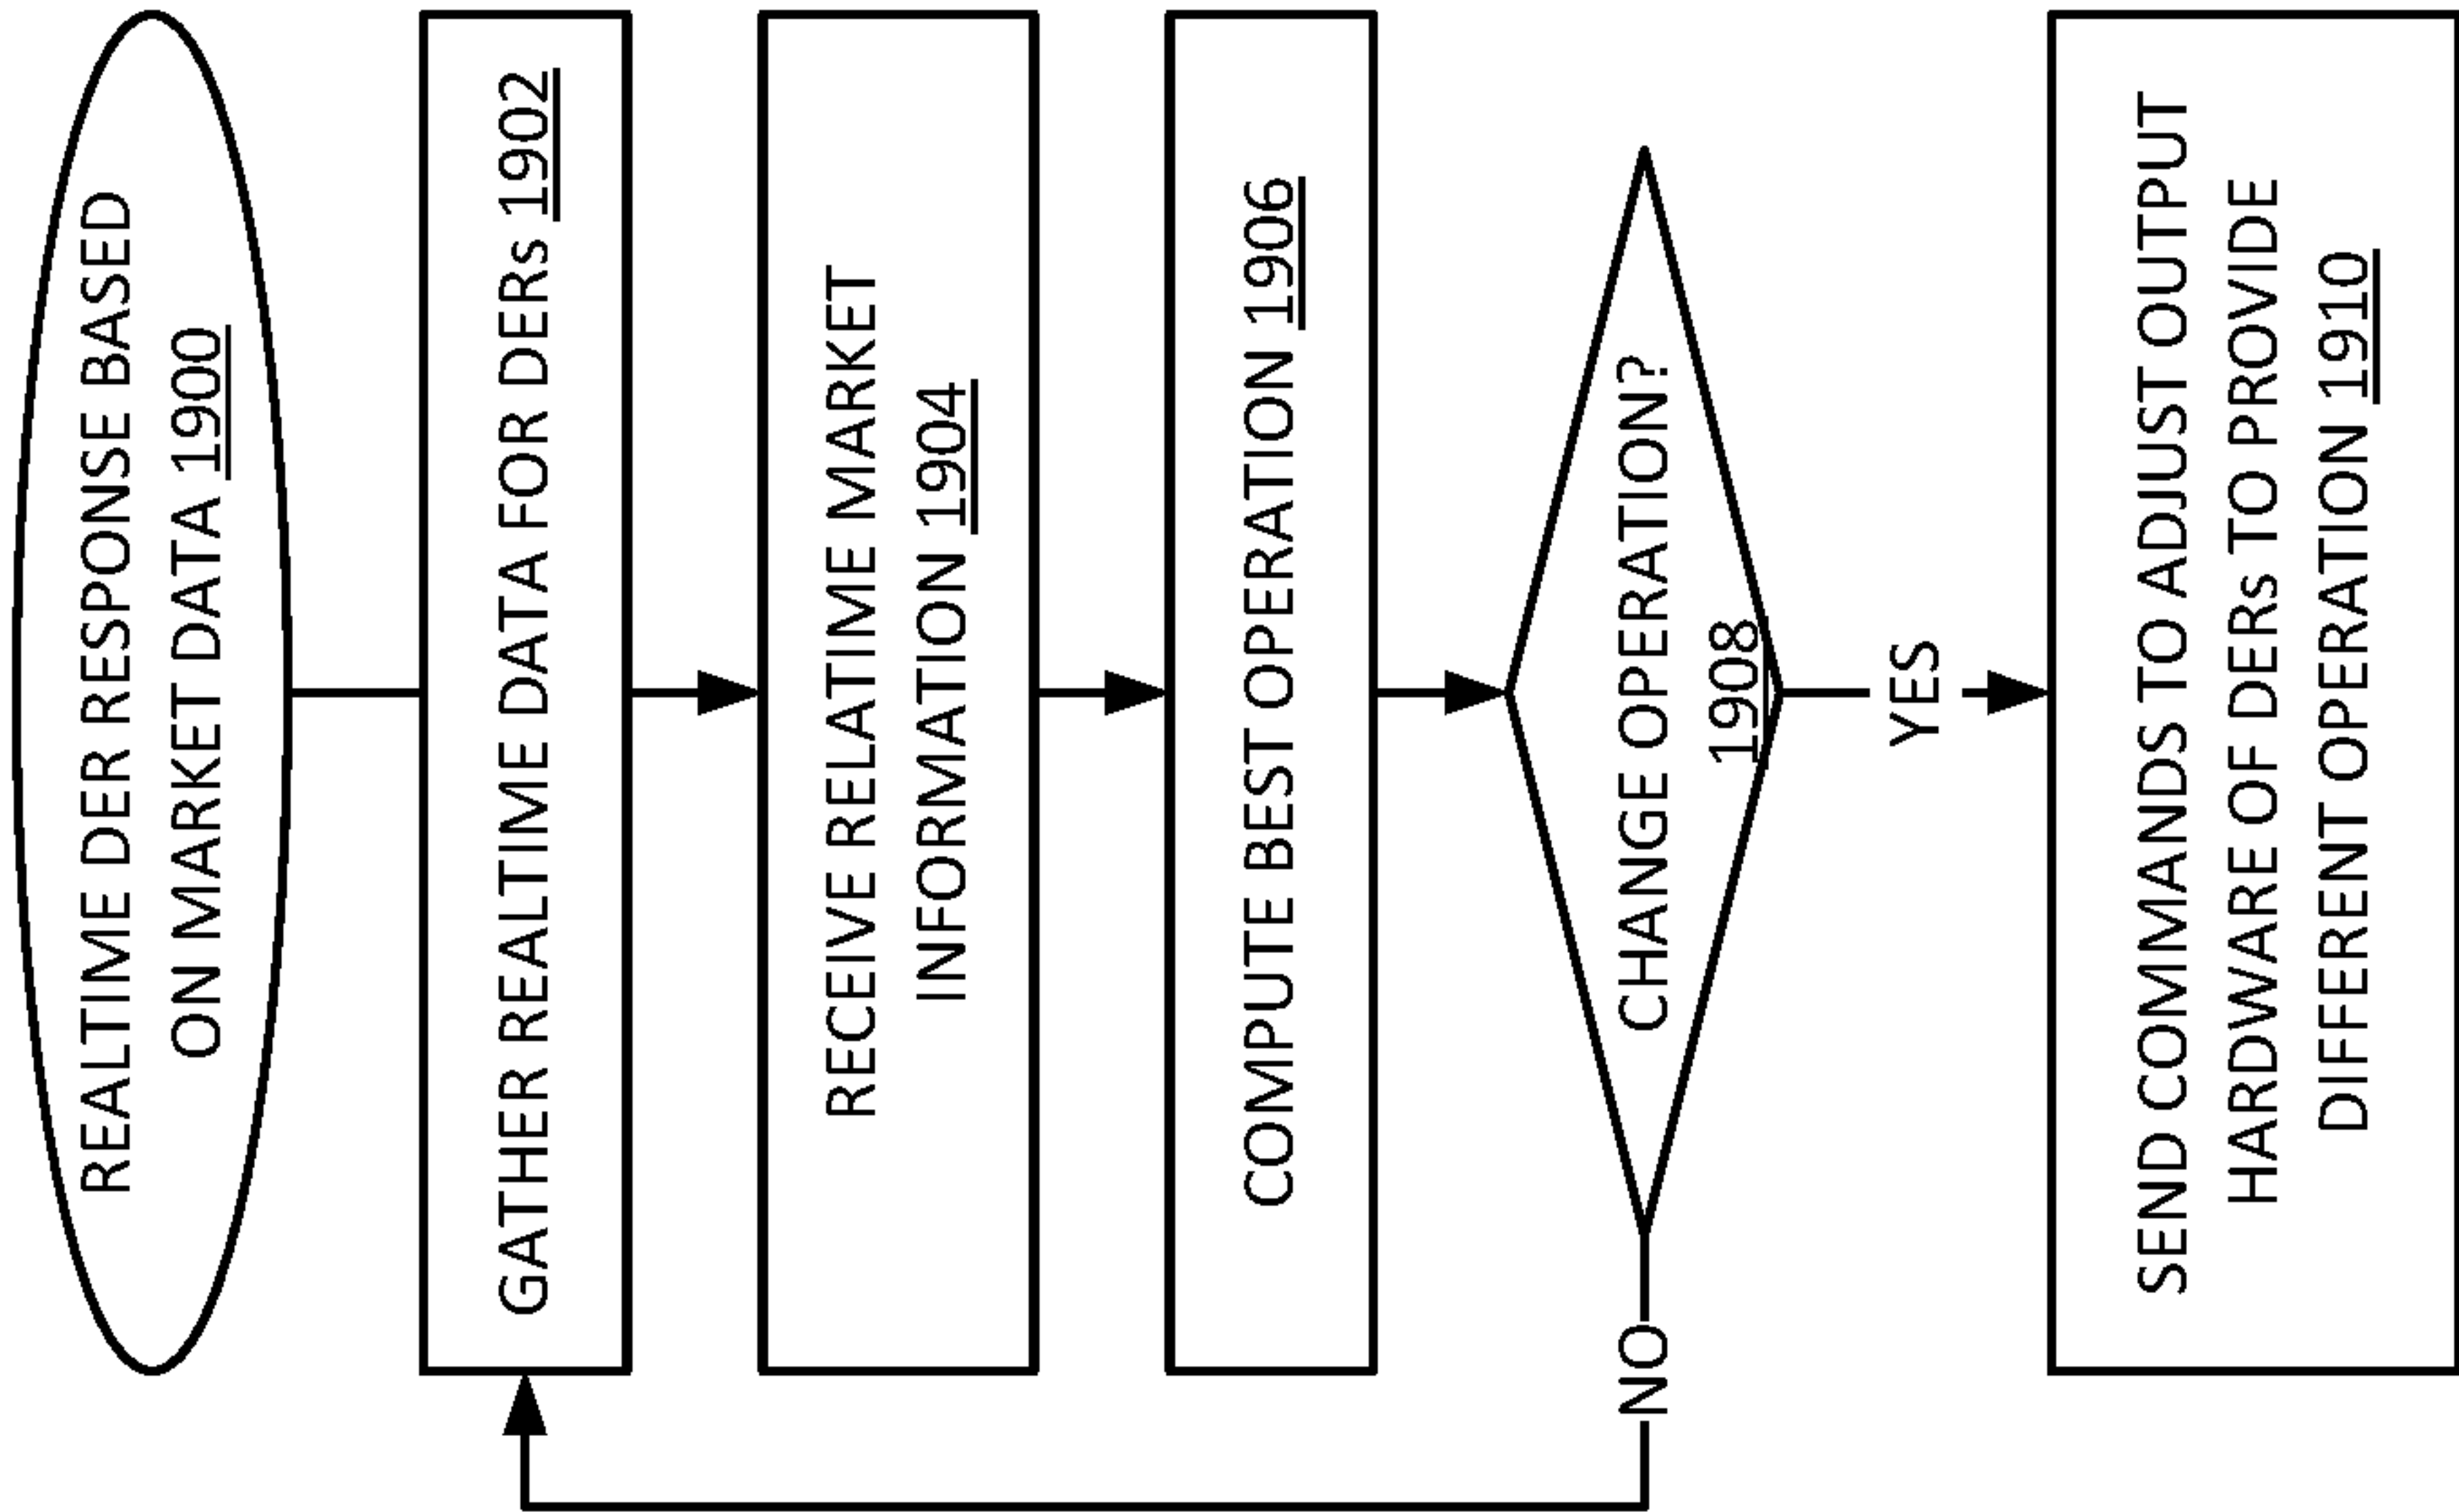 REALTIME DER RESPONSE BASED
ON MARKET DATA 1900
GATHER REALTIME DATA FOR DERs 1902
RECEIVE RELATIME MARKET
INFORMATION 1904
COMPUTE BEST OPERATION 1906
CHANGE OPERATION?
1908
NO
YES
SEND COMMANDS TO ADJUST OUTPUT
HARDWARE OF DERs TO PROVIDE
DIFFERENT OPERATION 1910